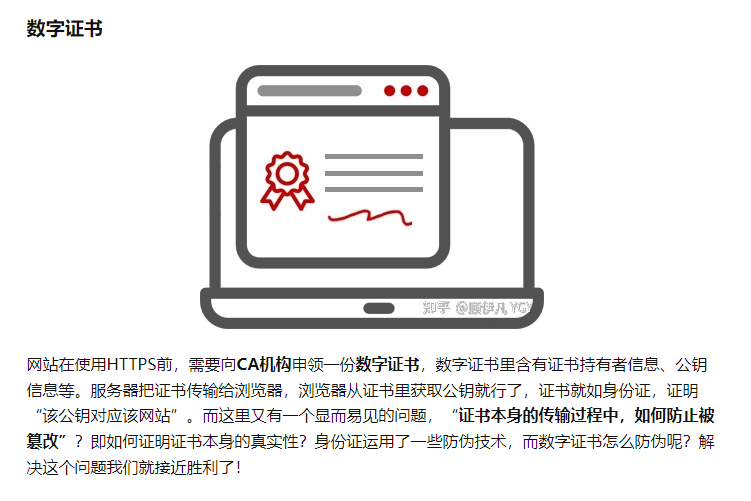 数字证书
知乎 @顾伊凡YGY
网站在使用HTTPS前，需要向CA机构申领一份数字证书，数字证书里含有证书持有者信息、公钥
信息等。服务器把证书传输给浏览器，浏览器从证书里获取公钥就行了，证书就如身份证，证明
“该公钥对应该网站”。而这里又有一个显而易见的问题，“证书本身的传输过程中，如何防止被
篡改”？即如何证明证书本身的真实性？身份证运用了一些防伪技术，而数字证书怎么防伪呢？解
决这个问题我们就接近胜利了！